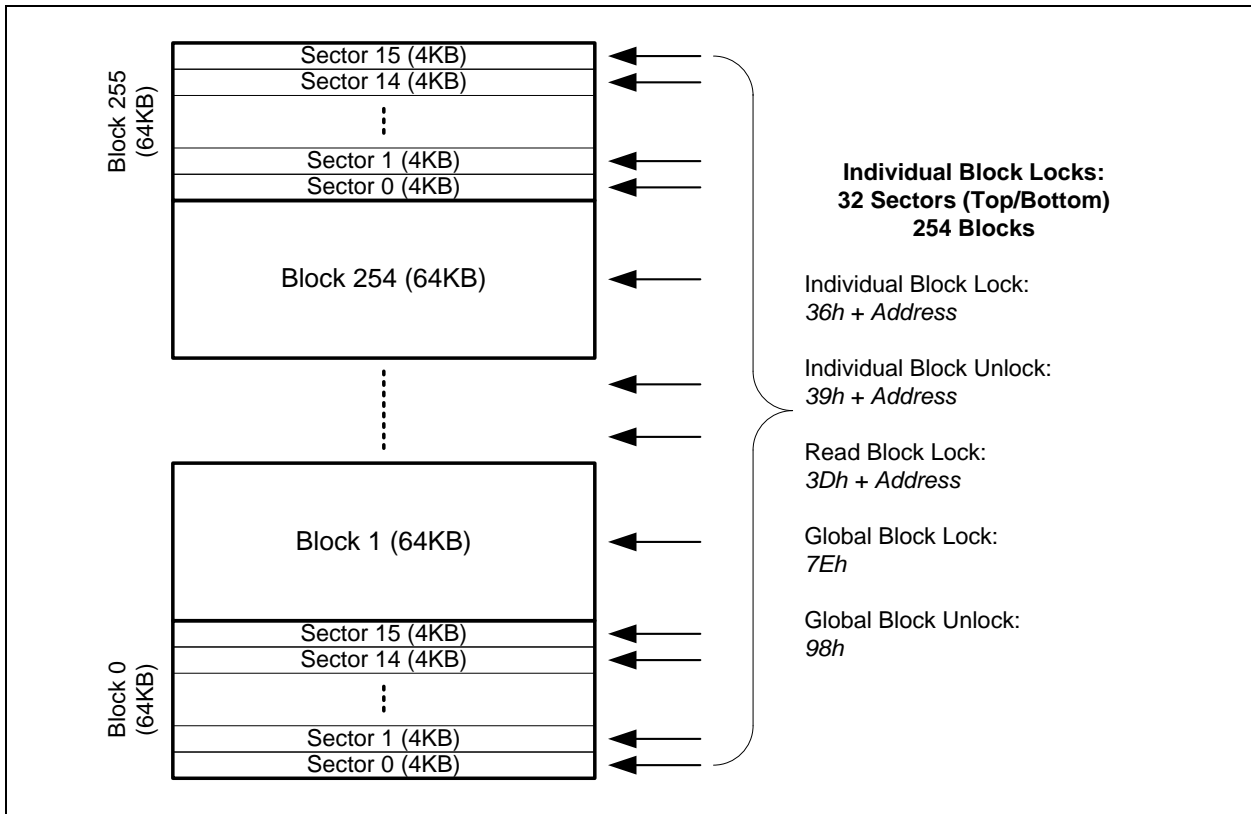 Block 255
(64KB)
Sector 15 (4KB)
Sector 14 (4KB)
Sector 1 (4KB)
Sector 0 (4KB)
Block 254 (64KB)
Block 1 (64KB)
Block 0
(64KB)
Sector 15 (4KB)
Sector 14 (4KB)
Sector 1 (4KB)
Sector 0 (4KB)
Individual Block Locks:
32 Sectors (Top/Bottom)
254 Blocks
Individual Block Lock:
36h + Address
Individual Block Unlock:
39h + Address
Read Block Lock:
3Dh + Address
Global Block Lock:
7Eh
Global Block Unlock:
98h